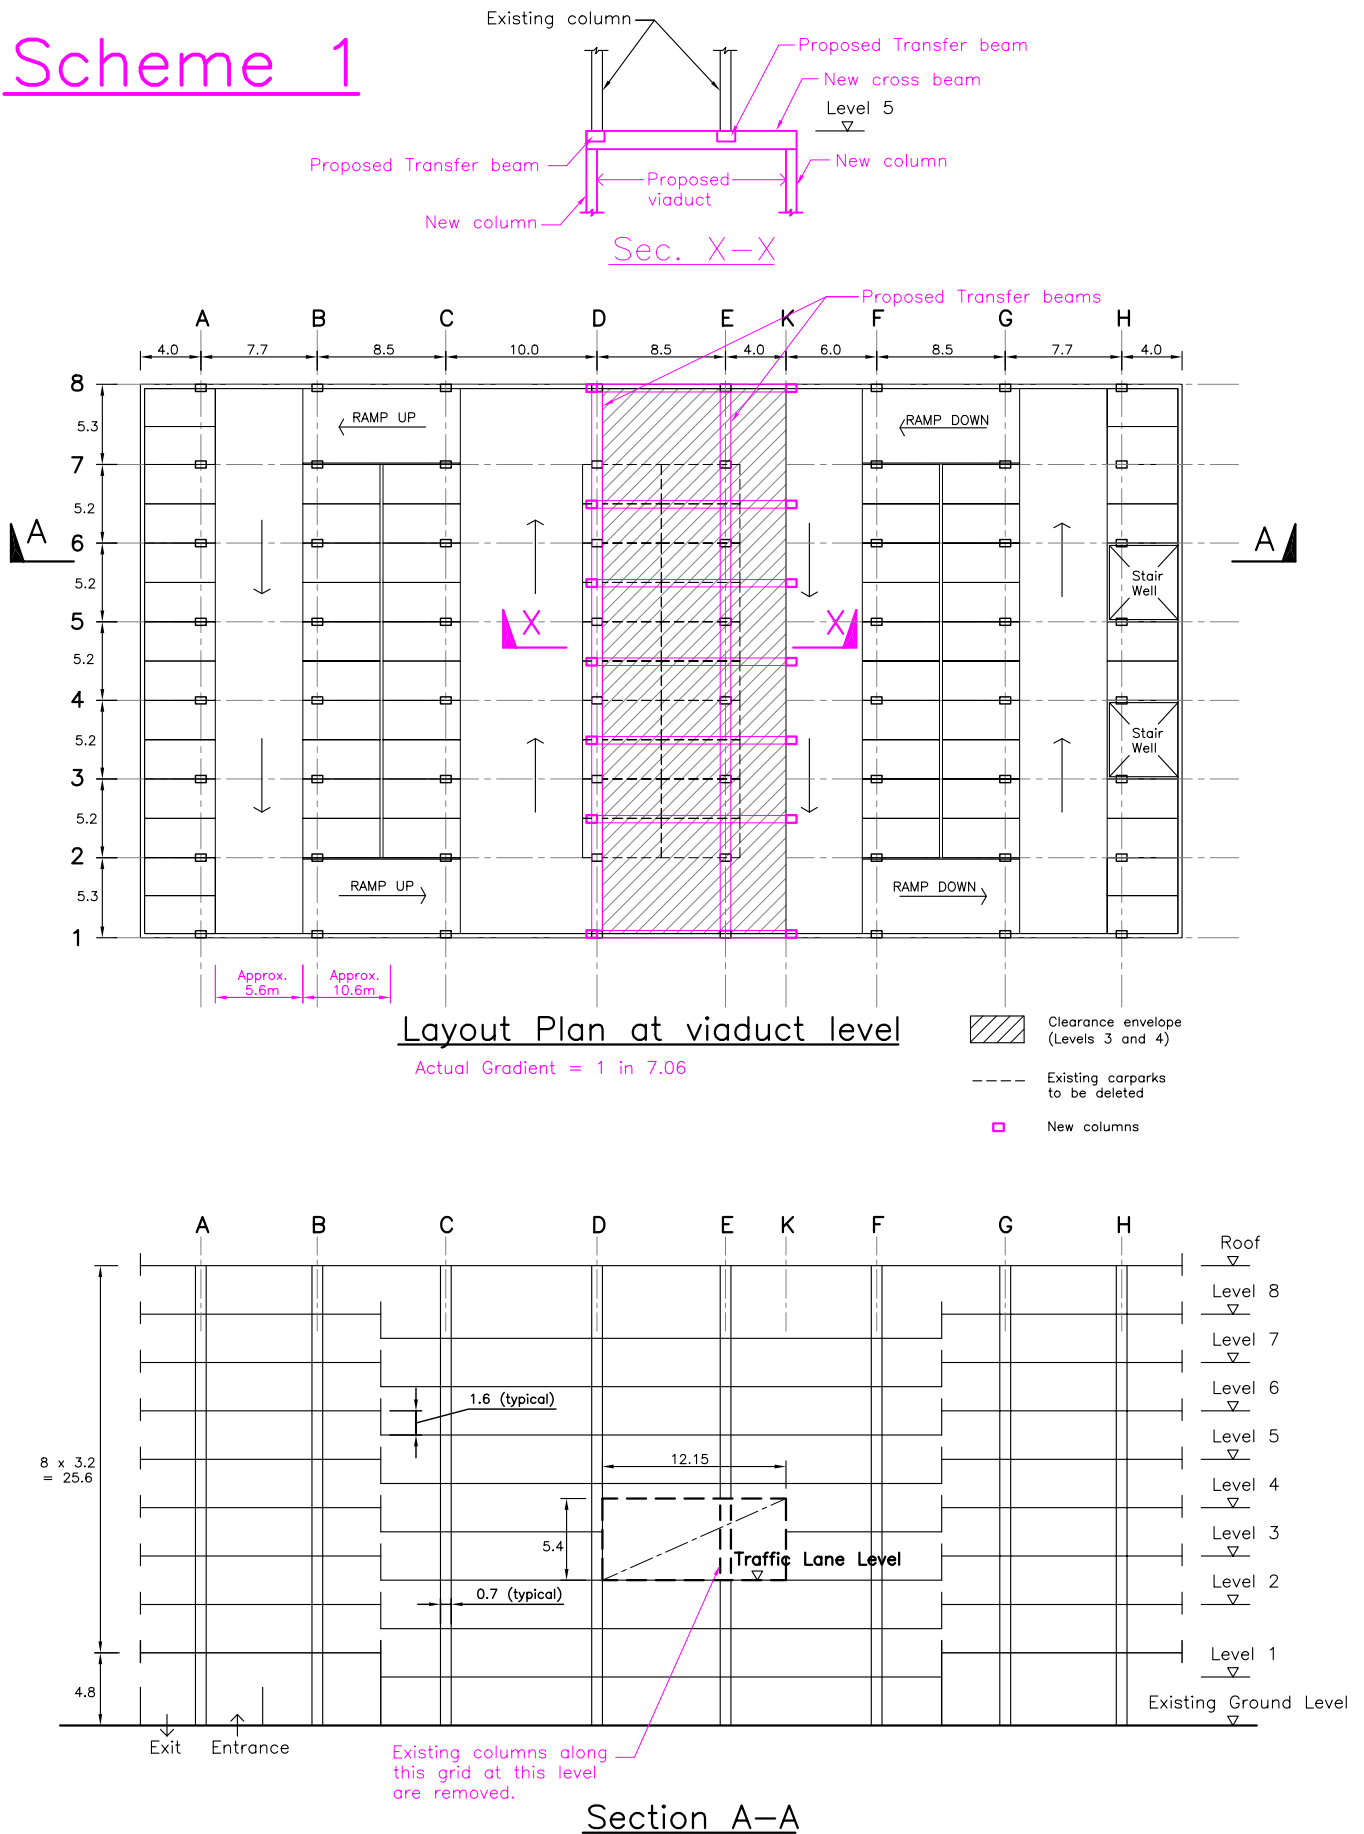 Scheme 1
Existing column
Proposed Transfer beam
New cross beam
Level 5
Proposed Transfer beam
New column
Proposed
viaduct
New column
Sec. X-X
Proposed Transfer beams
A B C D E K F G H
4.0 7.7 8.5 10.0 8.5 4.0 6.0 8.5 7.7 4.0
8
5.3
RAMP UP
RAMP DOWN
7
5.2
A
A
6
5.2
Stair
Well
5
X
X
5.2
4
5.2
Stair
Well
3
5.2
2
RAMP UP
RAMP DOWN
5.3
1
Approx.
5.6m
Approx.
10.6m
Layout Plan at viaduct level
Actual Gradient = 1 in 7.06
Clearance envelope
(Levels 3 and 4)
Existing carparks
to be deleted
New columns
A B C D E K F G H
Roof
Level 8
Level 7
Level 6
1.6 (typical)
Level 5
8 x 3.2
= 25.6
12.15
Level 4
5.4
Level 3
Traffic Lane Level
Level 2
0.7 (typical)
Level 1
4.8
Existing Ground Level
Exit
Entrance
Existing columns along
this grid at this level
are removed.
Section A-A